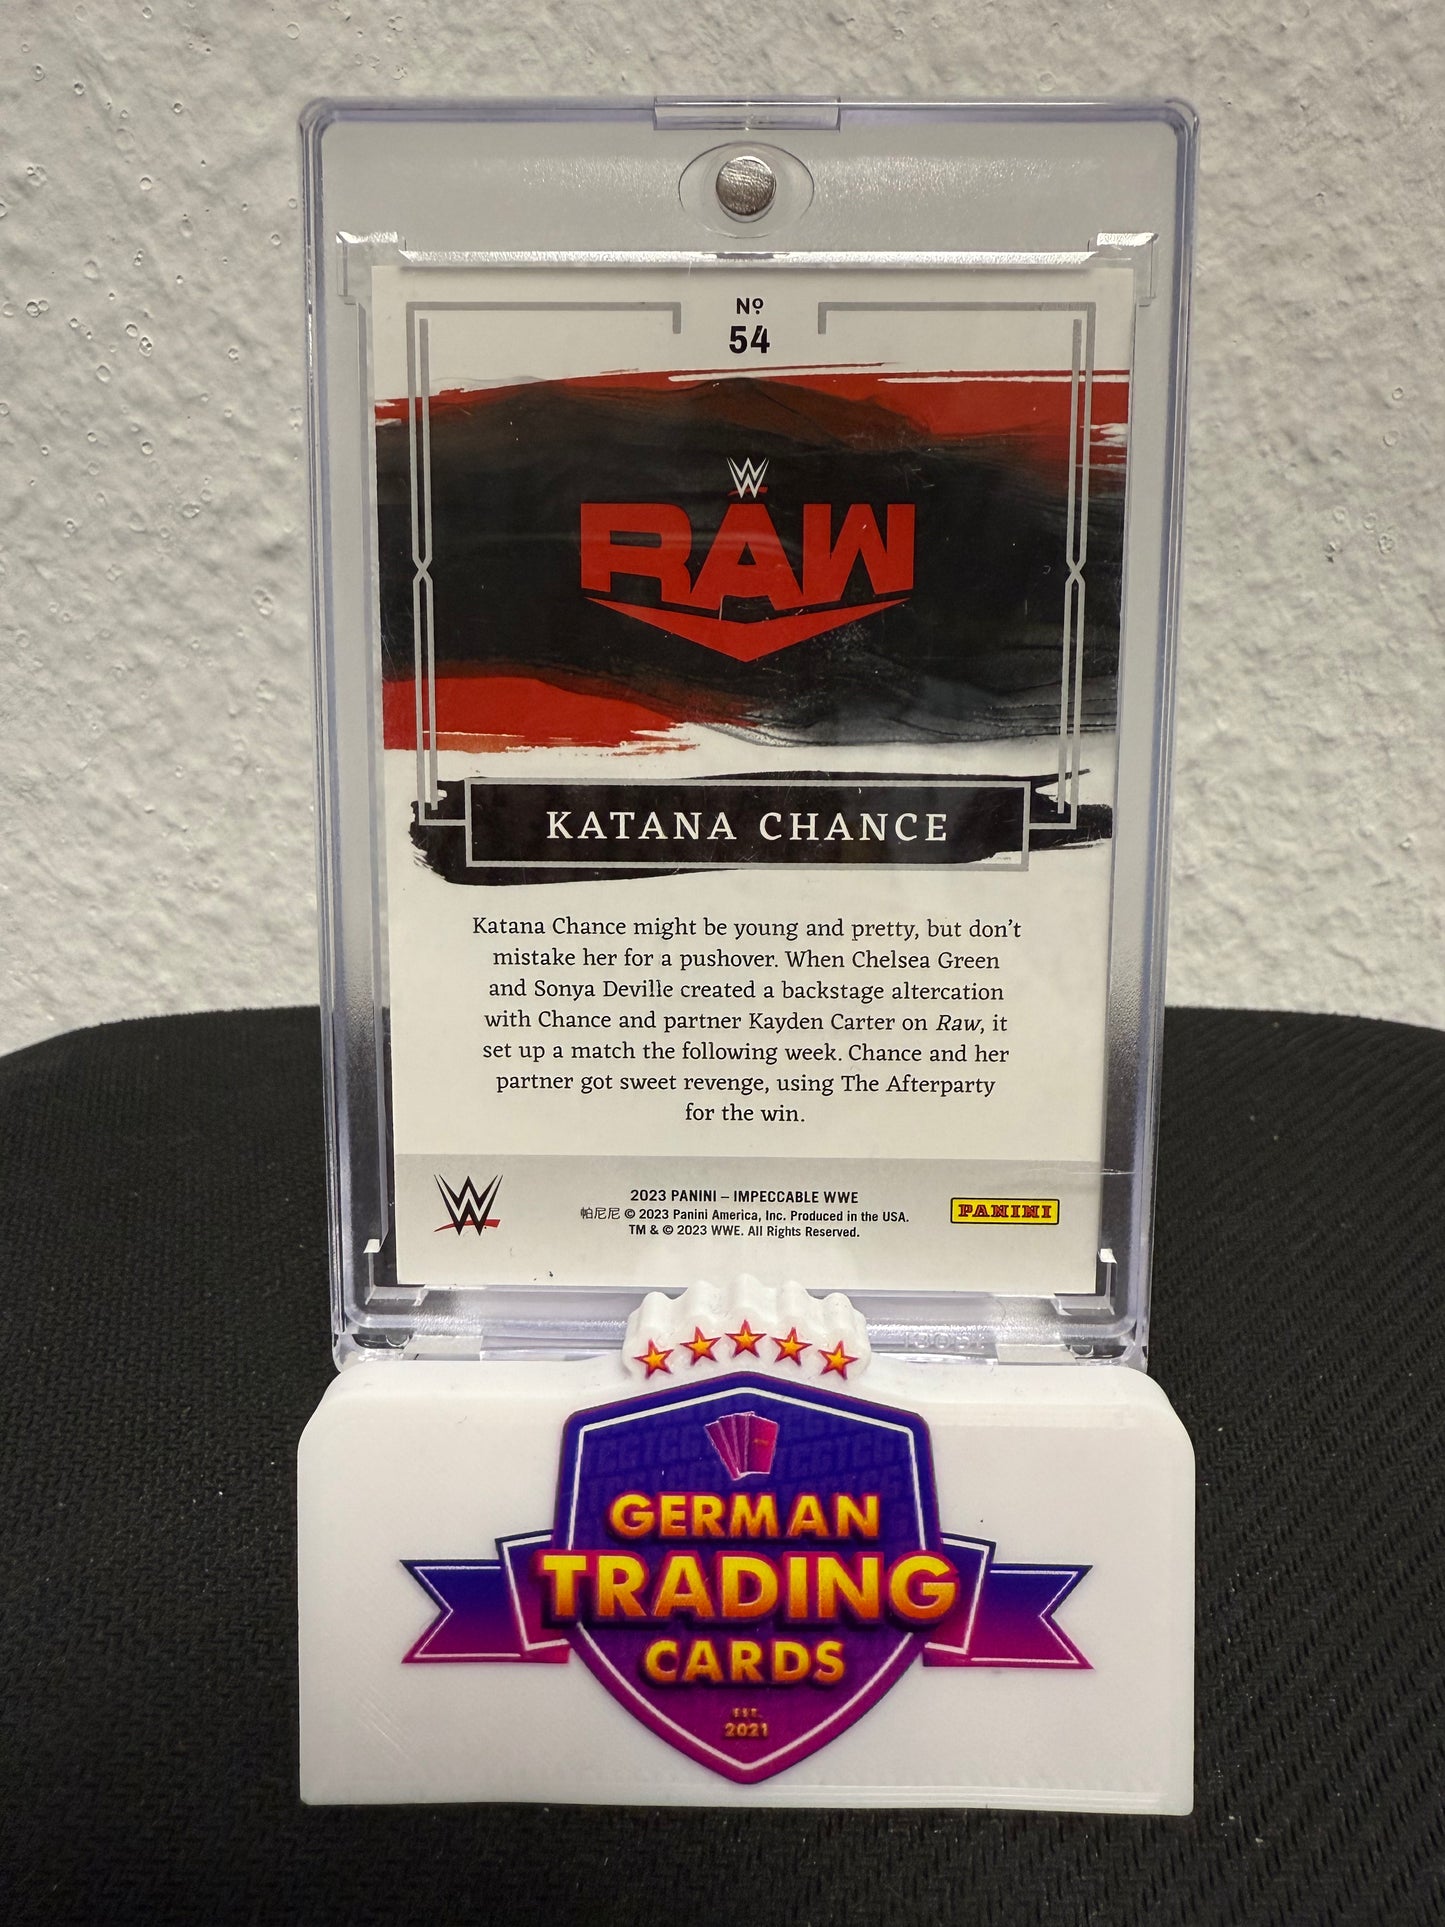 Nº
54
W
RAW
KATANA CHANCE
Katana Chance might be young and pretty, but don't
mistake her for a pushover. When Chelsea Green
and Sonya Deville created a backstage altercation
with Chance and partner Kayden Carter on Raw, it
set up a match the following week. Chance and her
partner got sweet revenge, using The Afterparty
for the win.
W
2023 PANINI – IMPECCABLE WWE
帕尼尼 © 2023 Panini America, Inc. Produced in the USA.
TM & © 2023 WWE. All Rights Reserved.
PANINI
GERMAN
TRADING
CARDS
EST.
2021